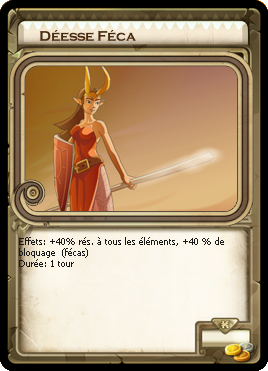 Déesse Féca
Effets: +40% rés. à tous les éléments, +40 % de
bloquage (fécas)
Durée: 1 tour
K